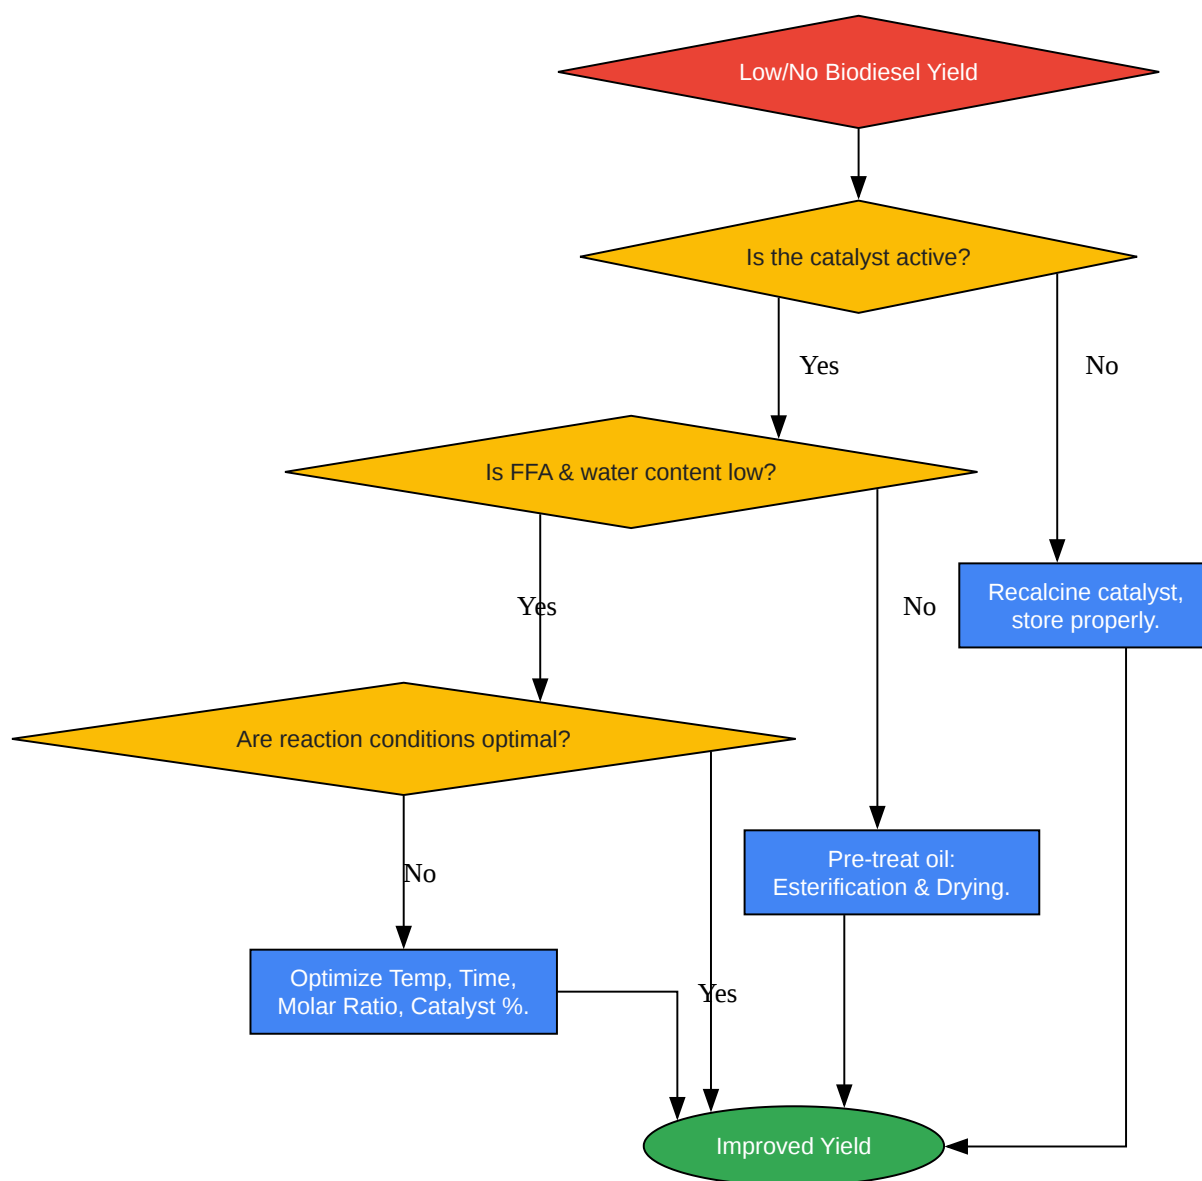 Low/No Biodiesel Yield
Is the catalyst active?
Yes
No
Is FFA & water content low?
Yes
No
Recalcine catalyst,
store properly.
Are reaction conditions optimal?
No
Pre-treat oil:
Esterification & Drying.
Optimize Temp, Time,
Molar Ratio, Catalyst %.
Yes
Improved Yield